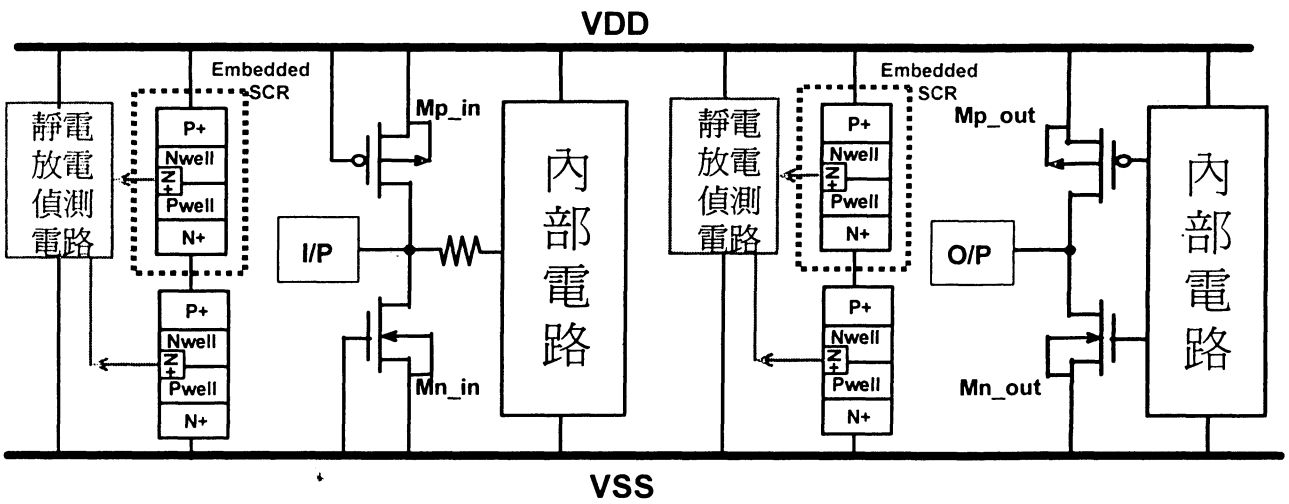 VDD
Embedded
SCR
靜電
放電
偵測
電路
P+
Nwell
N+
Pwell
N+
P+
Nwell
N+
Pwell
N+
Mp_in
I/P
Mn_in
內部電路
Embedded
SCR
靜電
放電
偵測
電路
P+
Nwell
N+
Pwell
N+
P+
Nwell
N+
Pwell
N+
Mp_out
O/P
Mn_out
內部電路
VSS